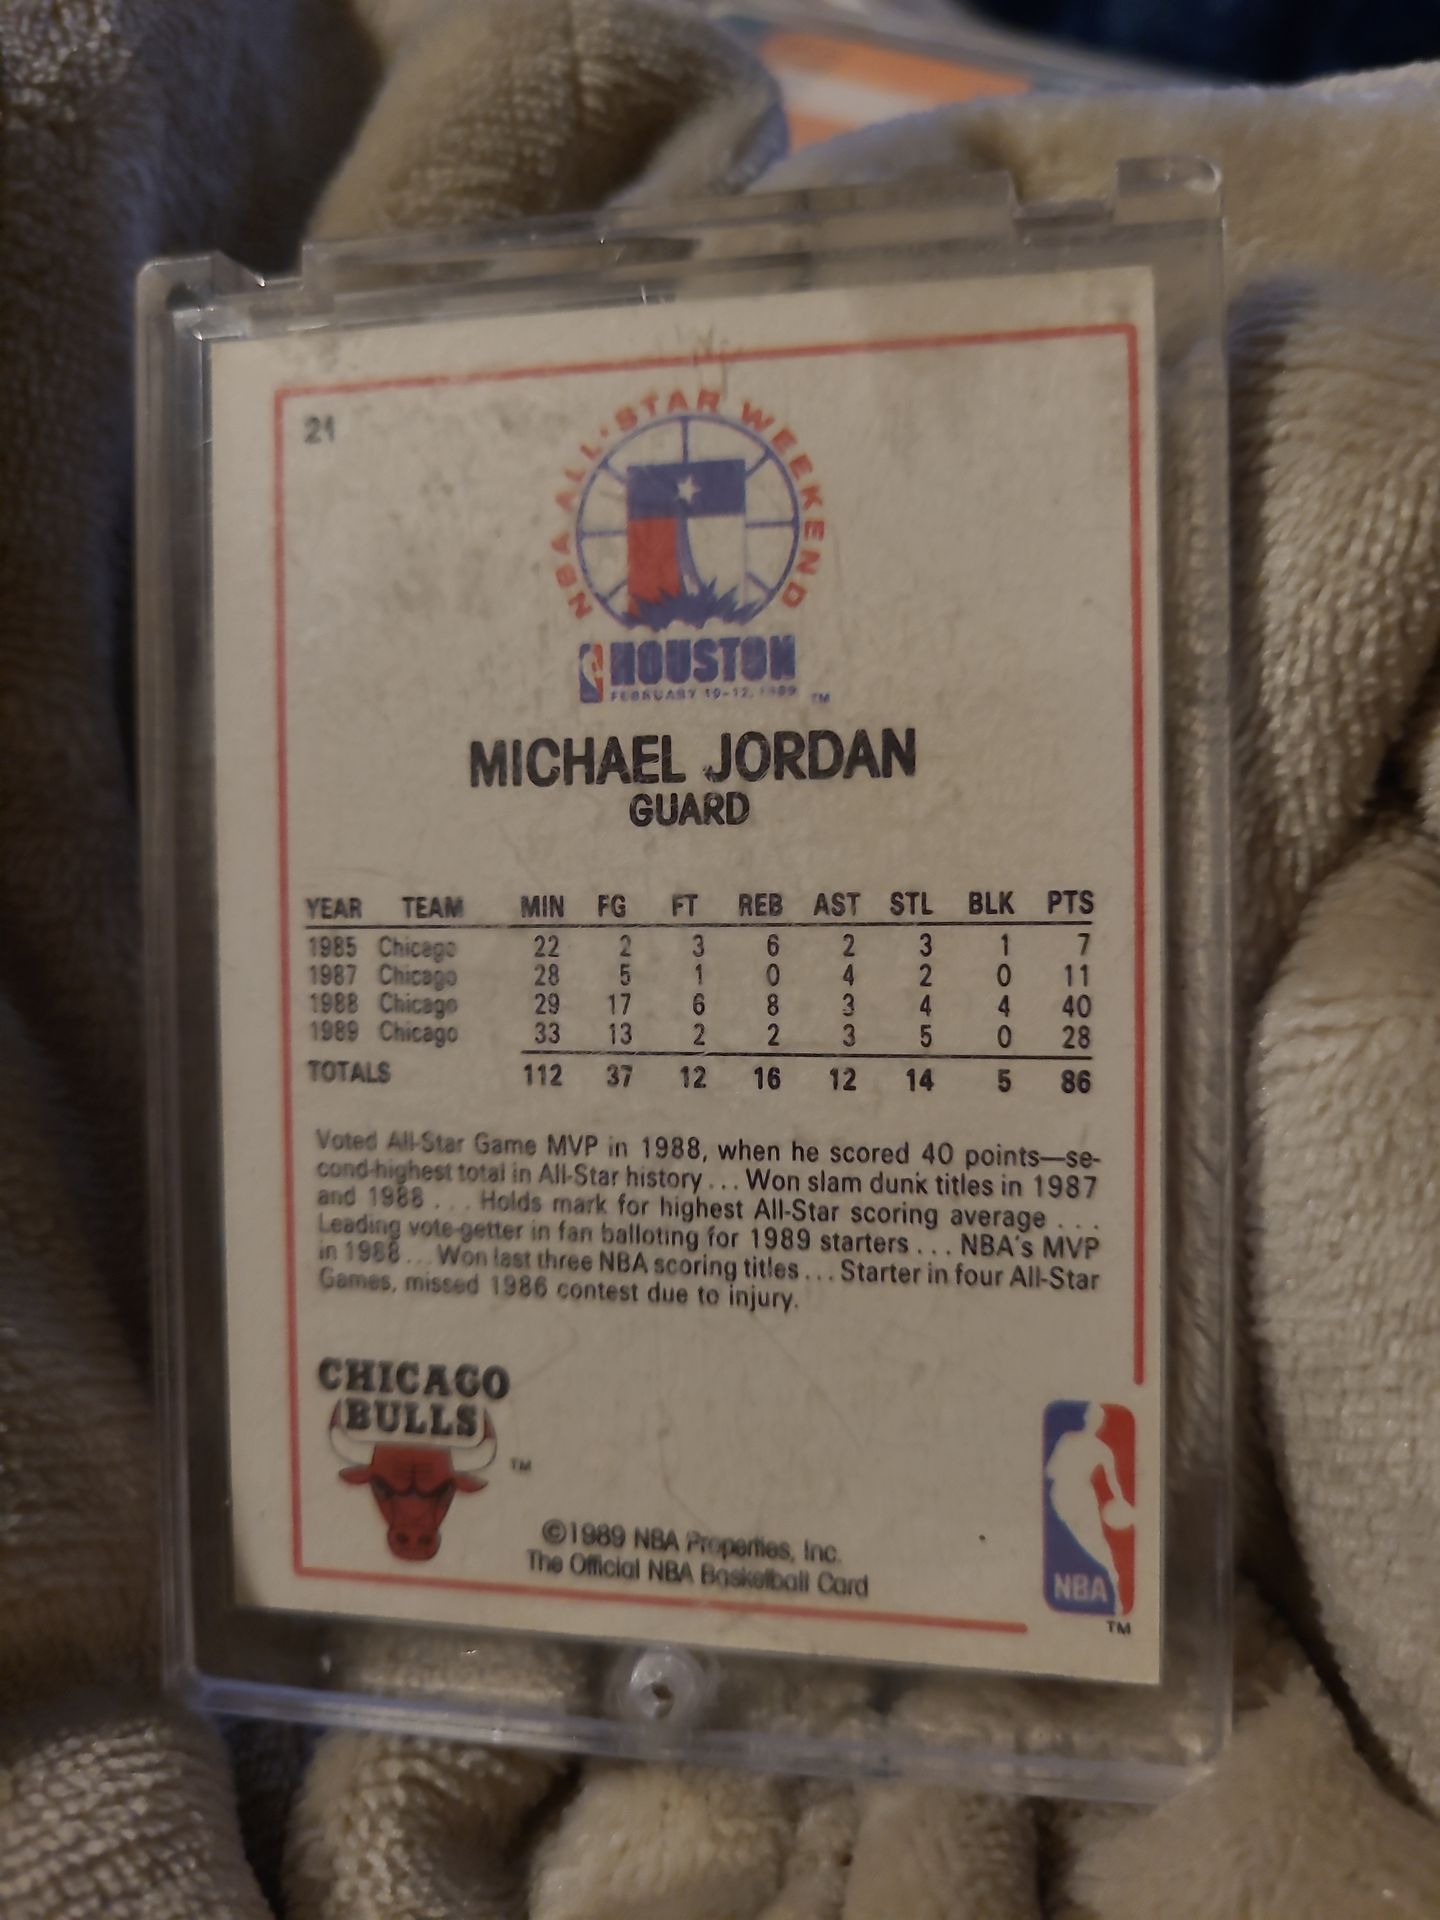 21
NBA ALL·STAR WEEKEND
HOUSTON
FEBRUARY 10-12, 1989 TM
MICHAEL JORDAN
GUARD
YEAR TEAM MIN FG FT REB AST STL BLK PTS
1985 Chicago 22 2 3 6 2 3 1 7
1987 Chicago 28 5 1 0 4 2 0 11
1988 Chicago 29 17 6 8 3 4 4 40
1989 Chicago 33 13 2 2 3 5 0 28
TOTALS 112 37 12 16 12 14 5 86
Voted All-Star Game MVP in 1988, when he scored 40 points—se-
cond-highest total in All-Star history . . . Won slam dunk titles in 1987
and 1988 . . . Holds mark for highest All-Star scoring average . . .
Leading vote-getter in fan balloting for 1989 starters . . . NBA's MVP
in 1988 . . . Won last three NBA scoring titles . . . Starter in four All-Star
Games, missed 1986 contest due to injury.
CHICAGO
BULLS
TM
©1989 NBA Properties, Inc.
The Official NBA Basketball Card
NBA
TM